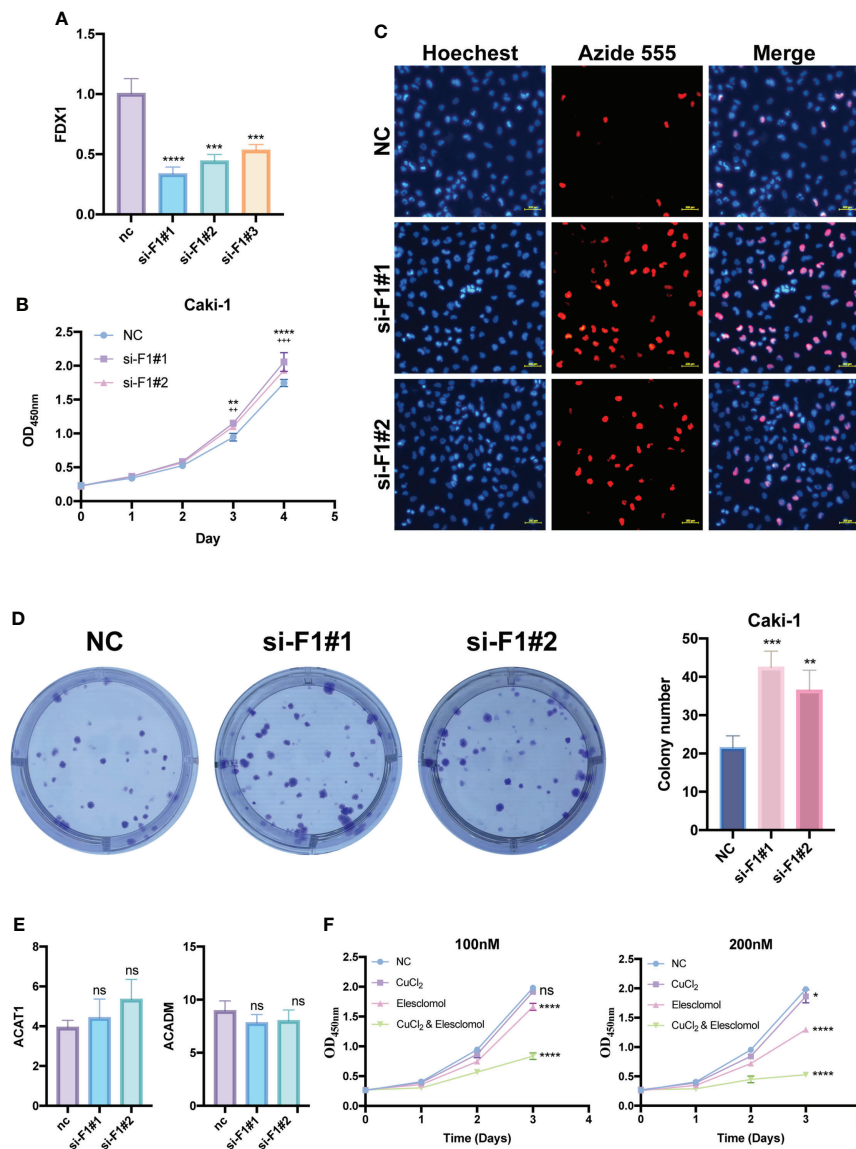 A
FDX1
1.5
1.0
0.5
0.0
****
***
***
nc
si-F1#1
si-F1#2
si-F1#3
B
Caki-1
NC
si-F1#1
si-F1#2
OD450nm
2.5
2.0
1.5
1.0
0.5
0.0
**
++
****
+++
0 1 2 3 4 5
Day
C
Hoechest Azide 555 Merge
NC
si-F1#1
si-F1#2
D
NC si-F1#1 si-F1#2
Caki-1
Colony number
50
40
30
20
10
0
***
**
NC
si-F1#1
si-F1#2
E
ACAT1
8
6
4
2
0
ns
ns
nc
si-F1#1
si-F1#2
ACADM
20
15
10
5
0
ns
ns
nc
si-F1#1
si-F1#2
F
100nM
NC
CuCl2
Elesclomol
CuCl2 & Elesclomol
OD450nm
2.5
2.0
1.5
1.0
0.5
0.0
ns
****
****
0 1 2 3 4
Time (Days)
200nM
NC
CuCl2
Elesclomol
CuCl2 & Elesclomol
OD450nm
2.5
2.0
1.5
1.0
0.5
0.0
*
****
****
0 1 2 3
Time (Days)